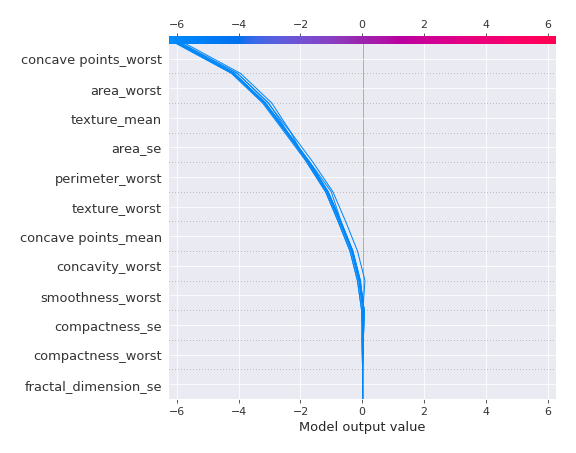 −6 −4 −2 0 2 4 6
concave points_worst
area_worst
texture_mean
area_se
perimeter_worst
texture_worst
concave points_mean
concavity_worst
smoothness_worst
compactness_se
compactness_worst
fractal_dimension_se
−6 −4 −2 0 2 4 6
Model output value